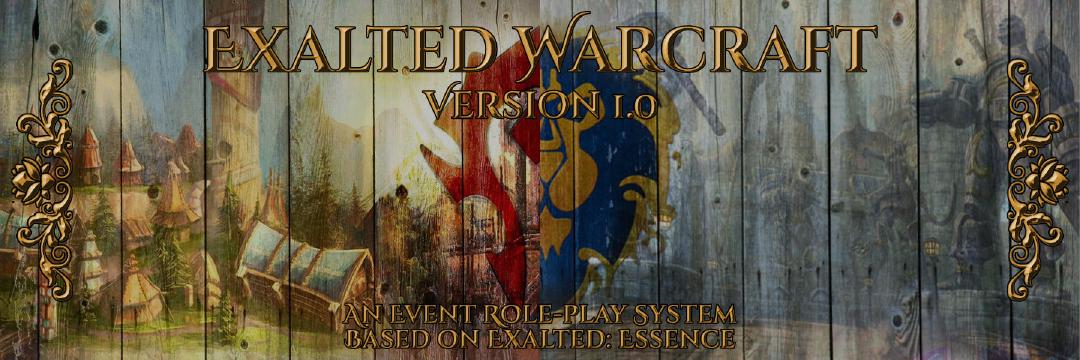 Exalted Warcraft
Version 1.0
An Event Role-play System
Based on Exalted: Essence